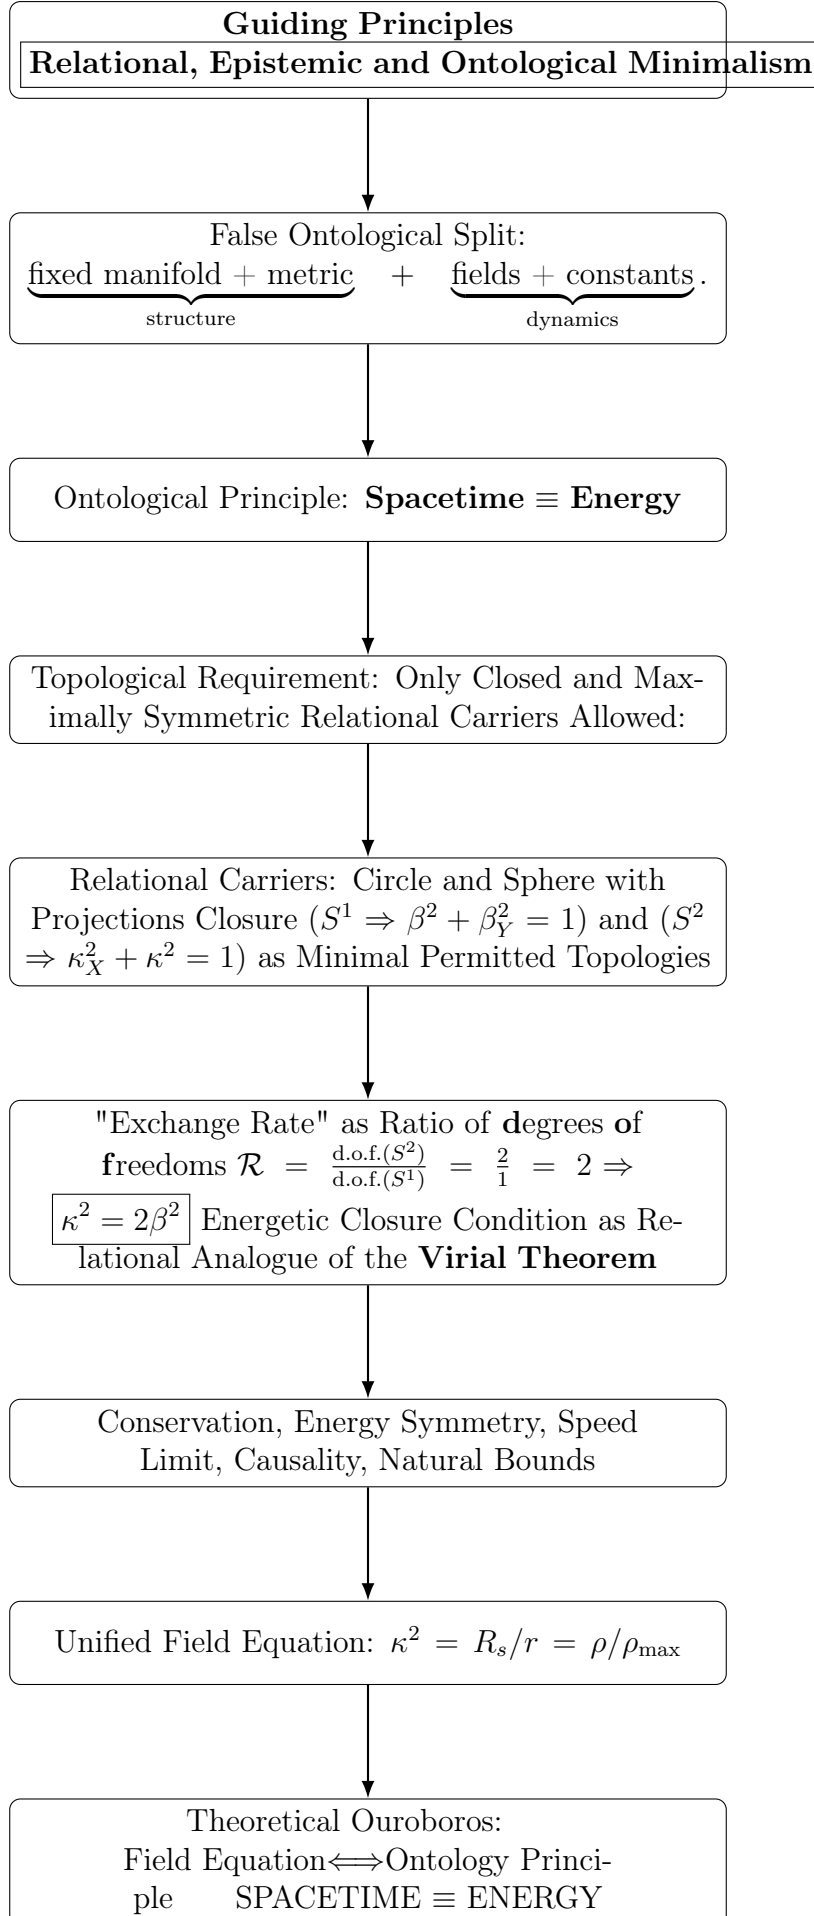 Guiding Principles
Relational, Epistemic and Ontological Minimalism
False Ontological Split:
fixed manifold + metric + fields + constants.
structure dynamics
Ontological Principle: Spacetime ≡ Energy
Topological Requirement: Only Closed and Max-
imally Symmetric Relational Carriers Allowed:
Relational Carriers: Circle and Sphere with
Projections Closure (S¹ ⇒ β² + β_Y² = 1) and (S²
⇒ κ_X² + κ² = 1) as Minimal Permitted Topologies
"Exchange Rate" as Ratio of degrees of
freedoms ℛ = d.o.f.(S²)/d.o.f.(S¹) = 2/1 = 2 ⇒
κ² = 2β² Energetic Closure Condition as Re-
lational Analogue of the Virial Theorem
Conservation, Energy Symmetry, Speed
Limit, Causality, Natural Bounds
Unified Field Equation: κ² = R_s/r = ρ/ρ_max
Theoretical Ouroboros:
Field Equation⟺Ontology Princi-
ple SPACETIME ≡ ENERGY